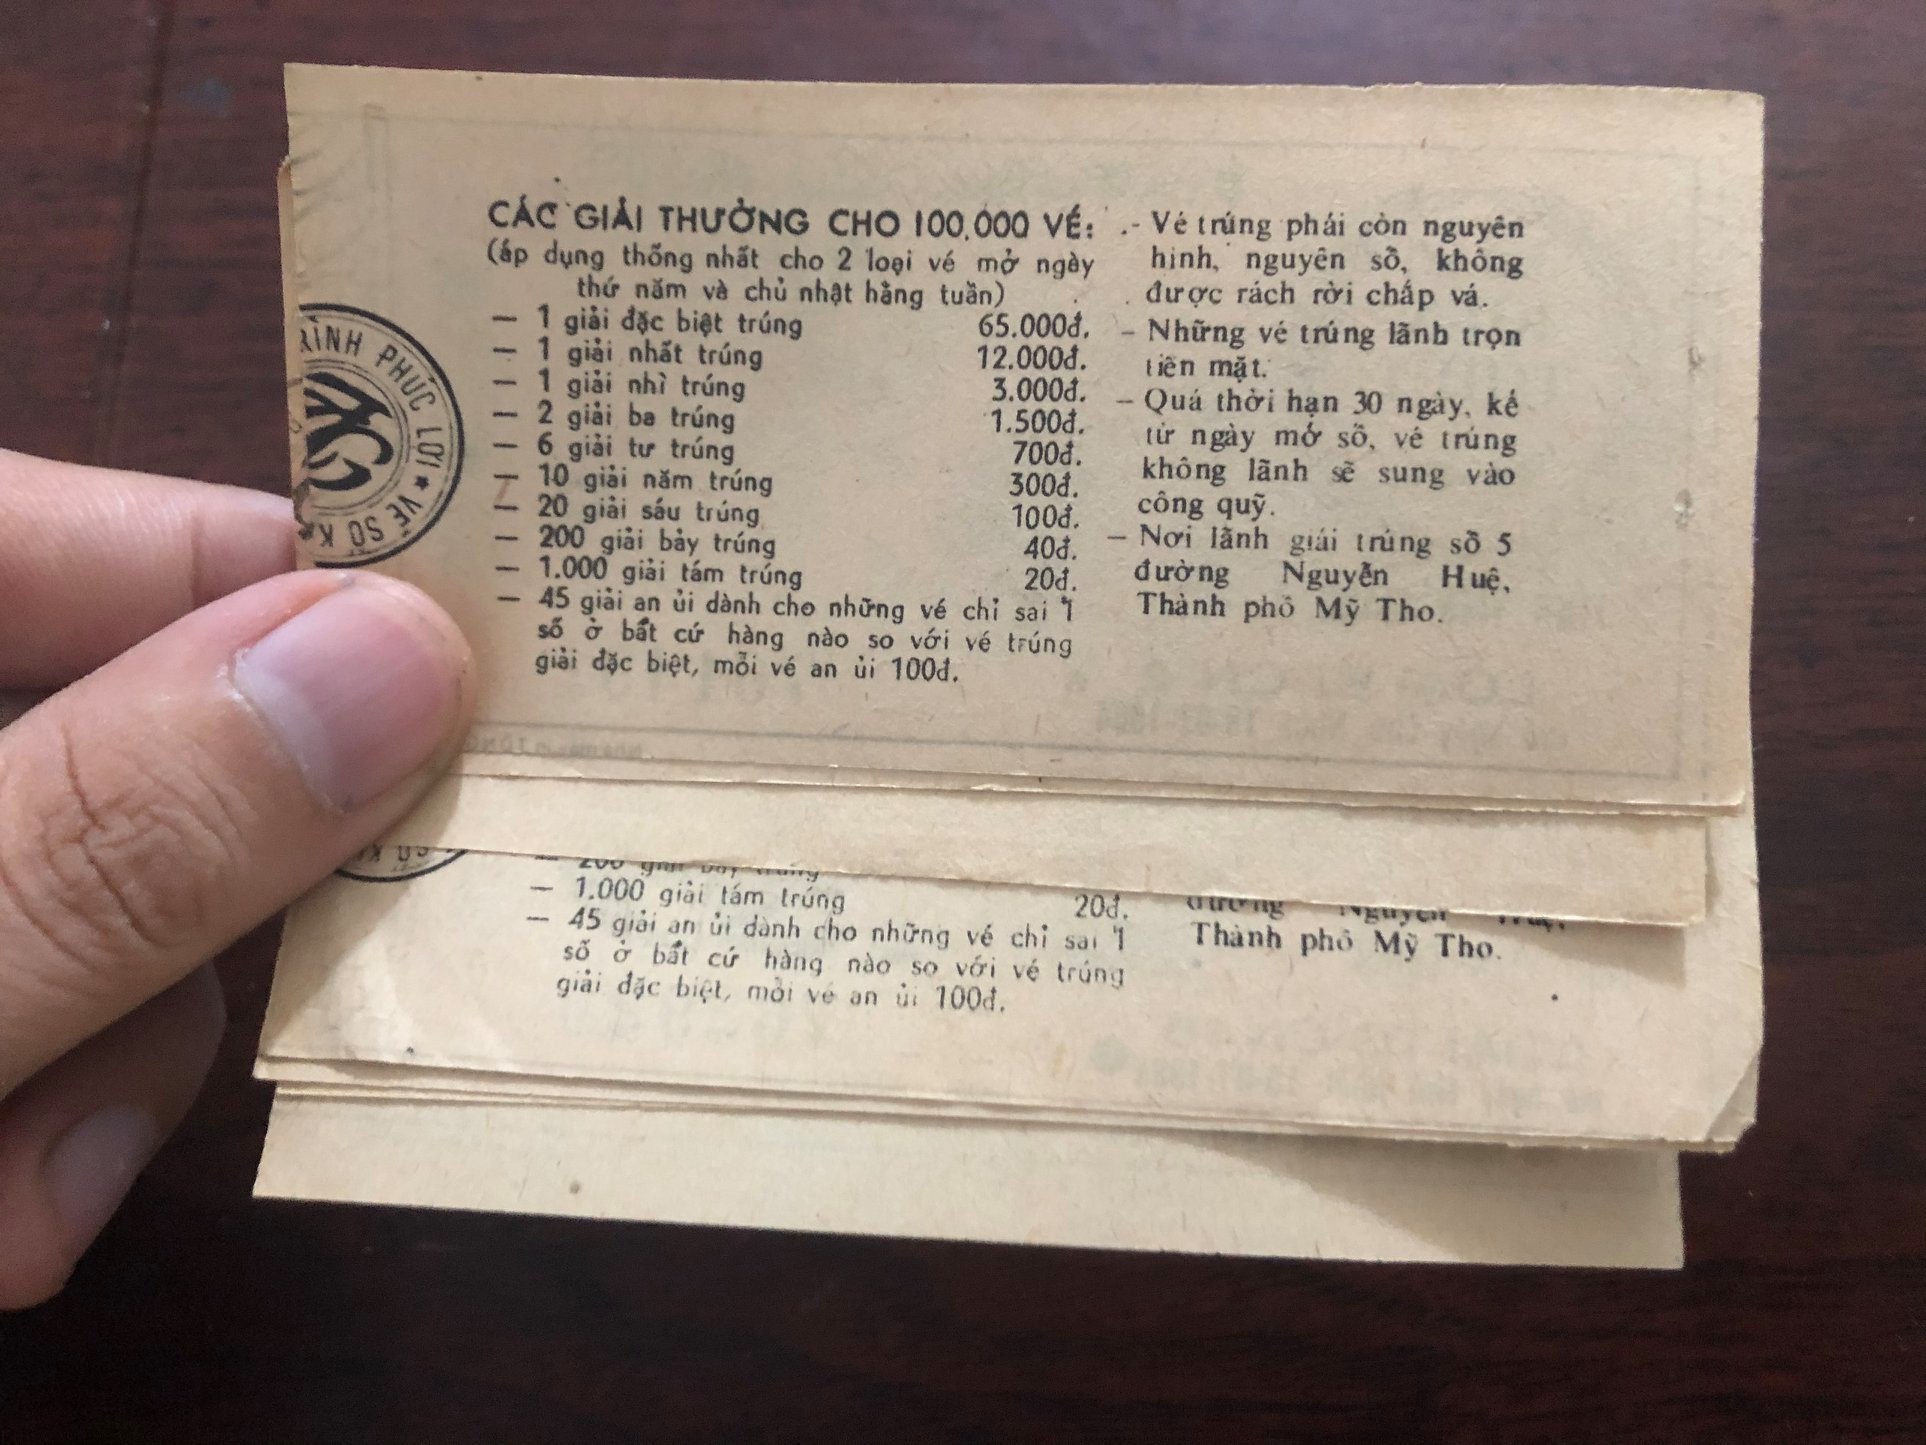 CÁC GIẢI THƯỞNG CHO 100.000 VÉ:
(áp dụng thống nhất cho 2 loại vé mở ngày
thứ năm và chủ nhật hằng tuần)
— 1 giải đặc biệt trúng 65.000đ.
— 1 giải nhất trúng 12.000đ.
— 1 giải nhì trúng 3.000đ.
— 2 giải ba trúng 1.500đ.
— 6 giải tư trúng 700đ.
— 10 giải năm trúng 300đ.
— 20 giải sáu trúng 100đ.
— 200 giải bảy trúng 40đ.
— 1.000 giải tám trúng 20đ.
— 45 giải an ủi dành cho những vé chỉ sai 1
số ở bất cứ hàng nào so với vé trúng
giải đặc biệt, mỗi vé an ủi 100đ.
- Vé trúng phải còn nguyên
hình, nguyên số, không
được rách rời chắp vá.
– Những vé trúng lãnh trọn
tiền mặt.
– Quá thời hạn 30 ngày, kể
từ ngày mở số, vé trúng
không lãnh sẽ sung vào
công quỹ.
– Nơi lãnh giải trúng số 5
đường Nguyễn Huệ,
Thành phố Mỹ Tho.
PHÚC LỢI ★ VÉ SỐ K
— 200 giải bảy trúng
— 1.000 giải tám trúng 20đ.
— 45 giải an ủi dành cho những vé chỉ sai 1
số ở bất cứ hàng nào so với vé trúng
giải đặc biệt, mỗi vé an ủi 100đ.
đường Nguyễn Huệ,
Thành phố Mỹ Tho.